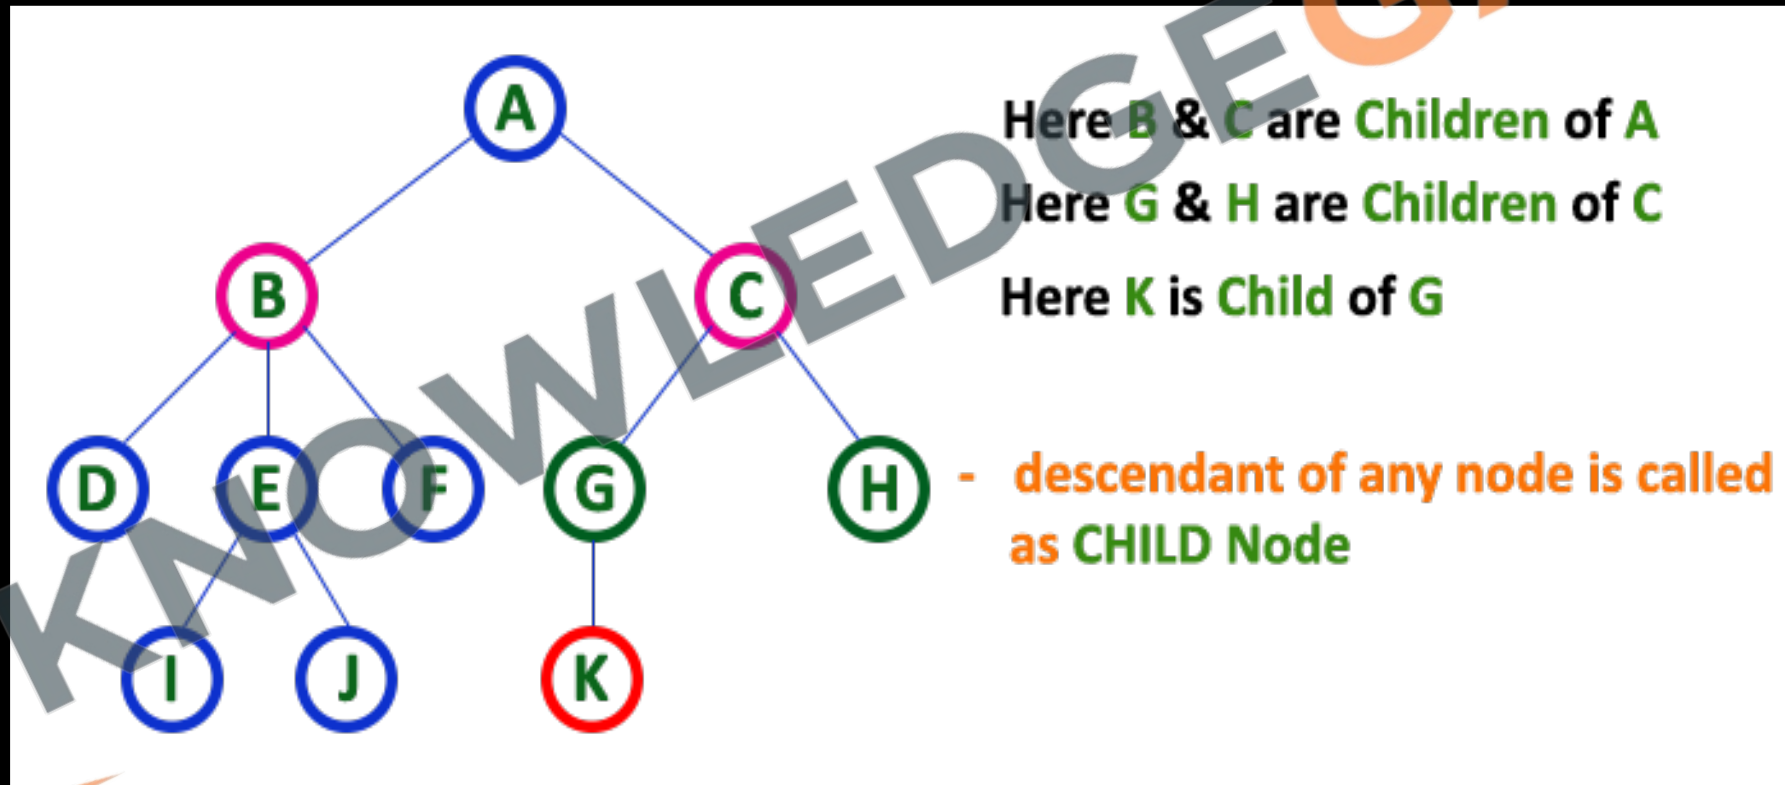 A
Here B & C are Children of A
Here G & H are Children of C
B C
Here K is Child of G
D E F G H
- descendant of any node is called
as CHILD Node
I J K
KNOWLEDGE